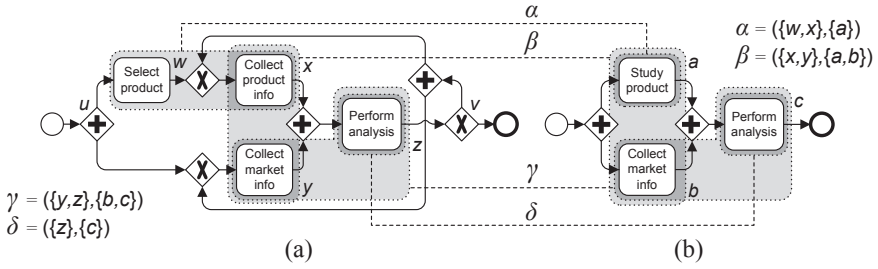 α
α = ({w,x},{a})
β
β = ({x,y},{a,b})
Select
product
w
X
Collect
product
info
x
Study
product
a
u
v
Perform
analysis
z
X
c
Perform
analysis
X
Collect
market
info
y
Collect
market
info
b
γ
γ = ({y,z},{b,c})
δ
δ = ({z},{c})
(a)
(b)